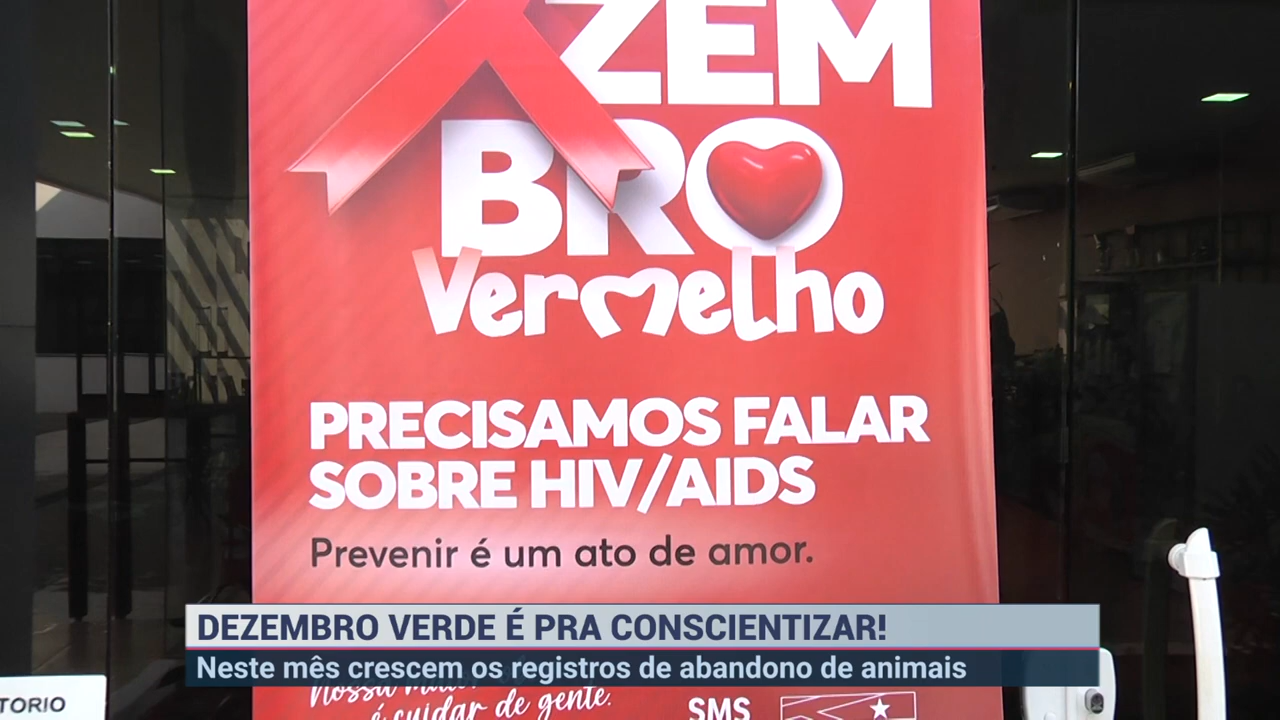 ZEM
BRO
Vermelho
PRECISAMOS FALAR
SOBRE HIV/AIDS
Prevenir é um ato de amor.
DEZEMBRO VERDE É PRA CONSCIENTIZAR!
Neste mês crescem os registros de abandono de animais
Nossa
é cuidar de gente.
SMS
TORIO